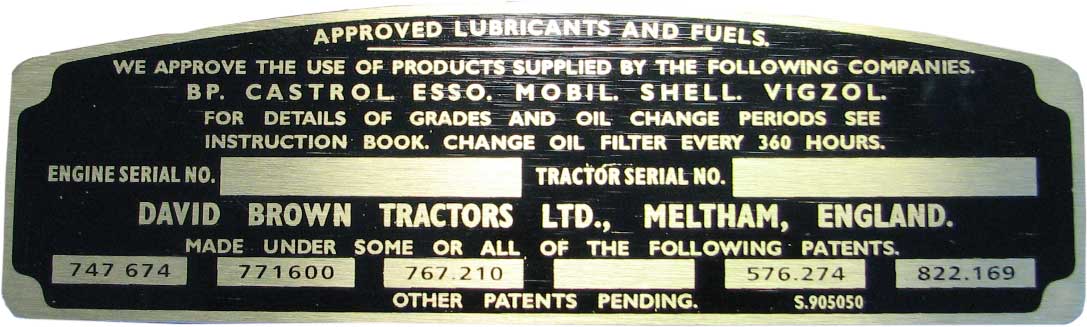 APPROVED LUBRICANTS AND FUELS.
WE APPROVE THE USE OF PRODUCTS SUPPLIED BY THE FOLLOWING COMPANIES.
BP. CASTROL. ESSO. MOBIL. SHELL. VIGZOL.
FOR DETAILS OF GRADES AND OIL CHANGE PERIODS SEE
INSTRUCTION BOOK. CHANGE OIL FILTER EVERY 360 HOURS.
ENGINE SERIAL NO. TRACTOR SERIAL NO.
DAVID BROWN TRACTORS LTD., MELTHAM, ENGLAND.
MADE UNDER SOME OR ALL OF THE FOLLOWING PATENTS.
747 674 771600 767.210 576.274 822.169
OTHER PATENTS PENDING. S.905050